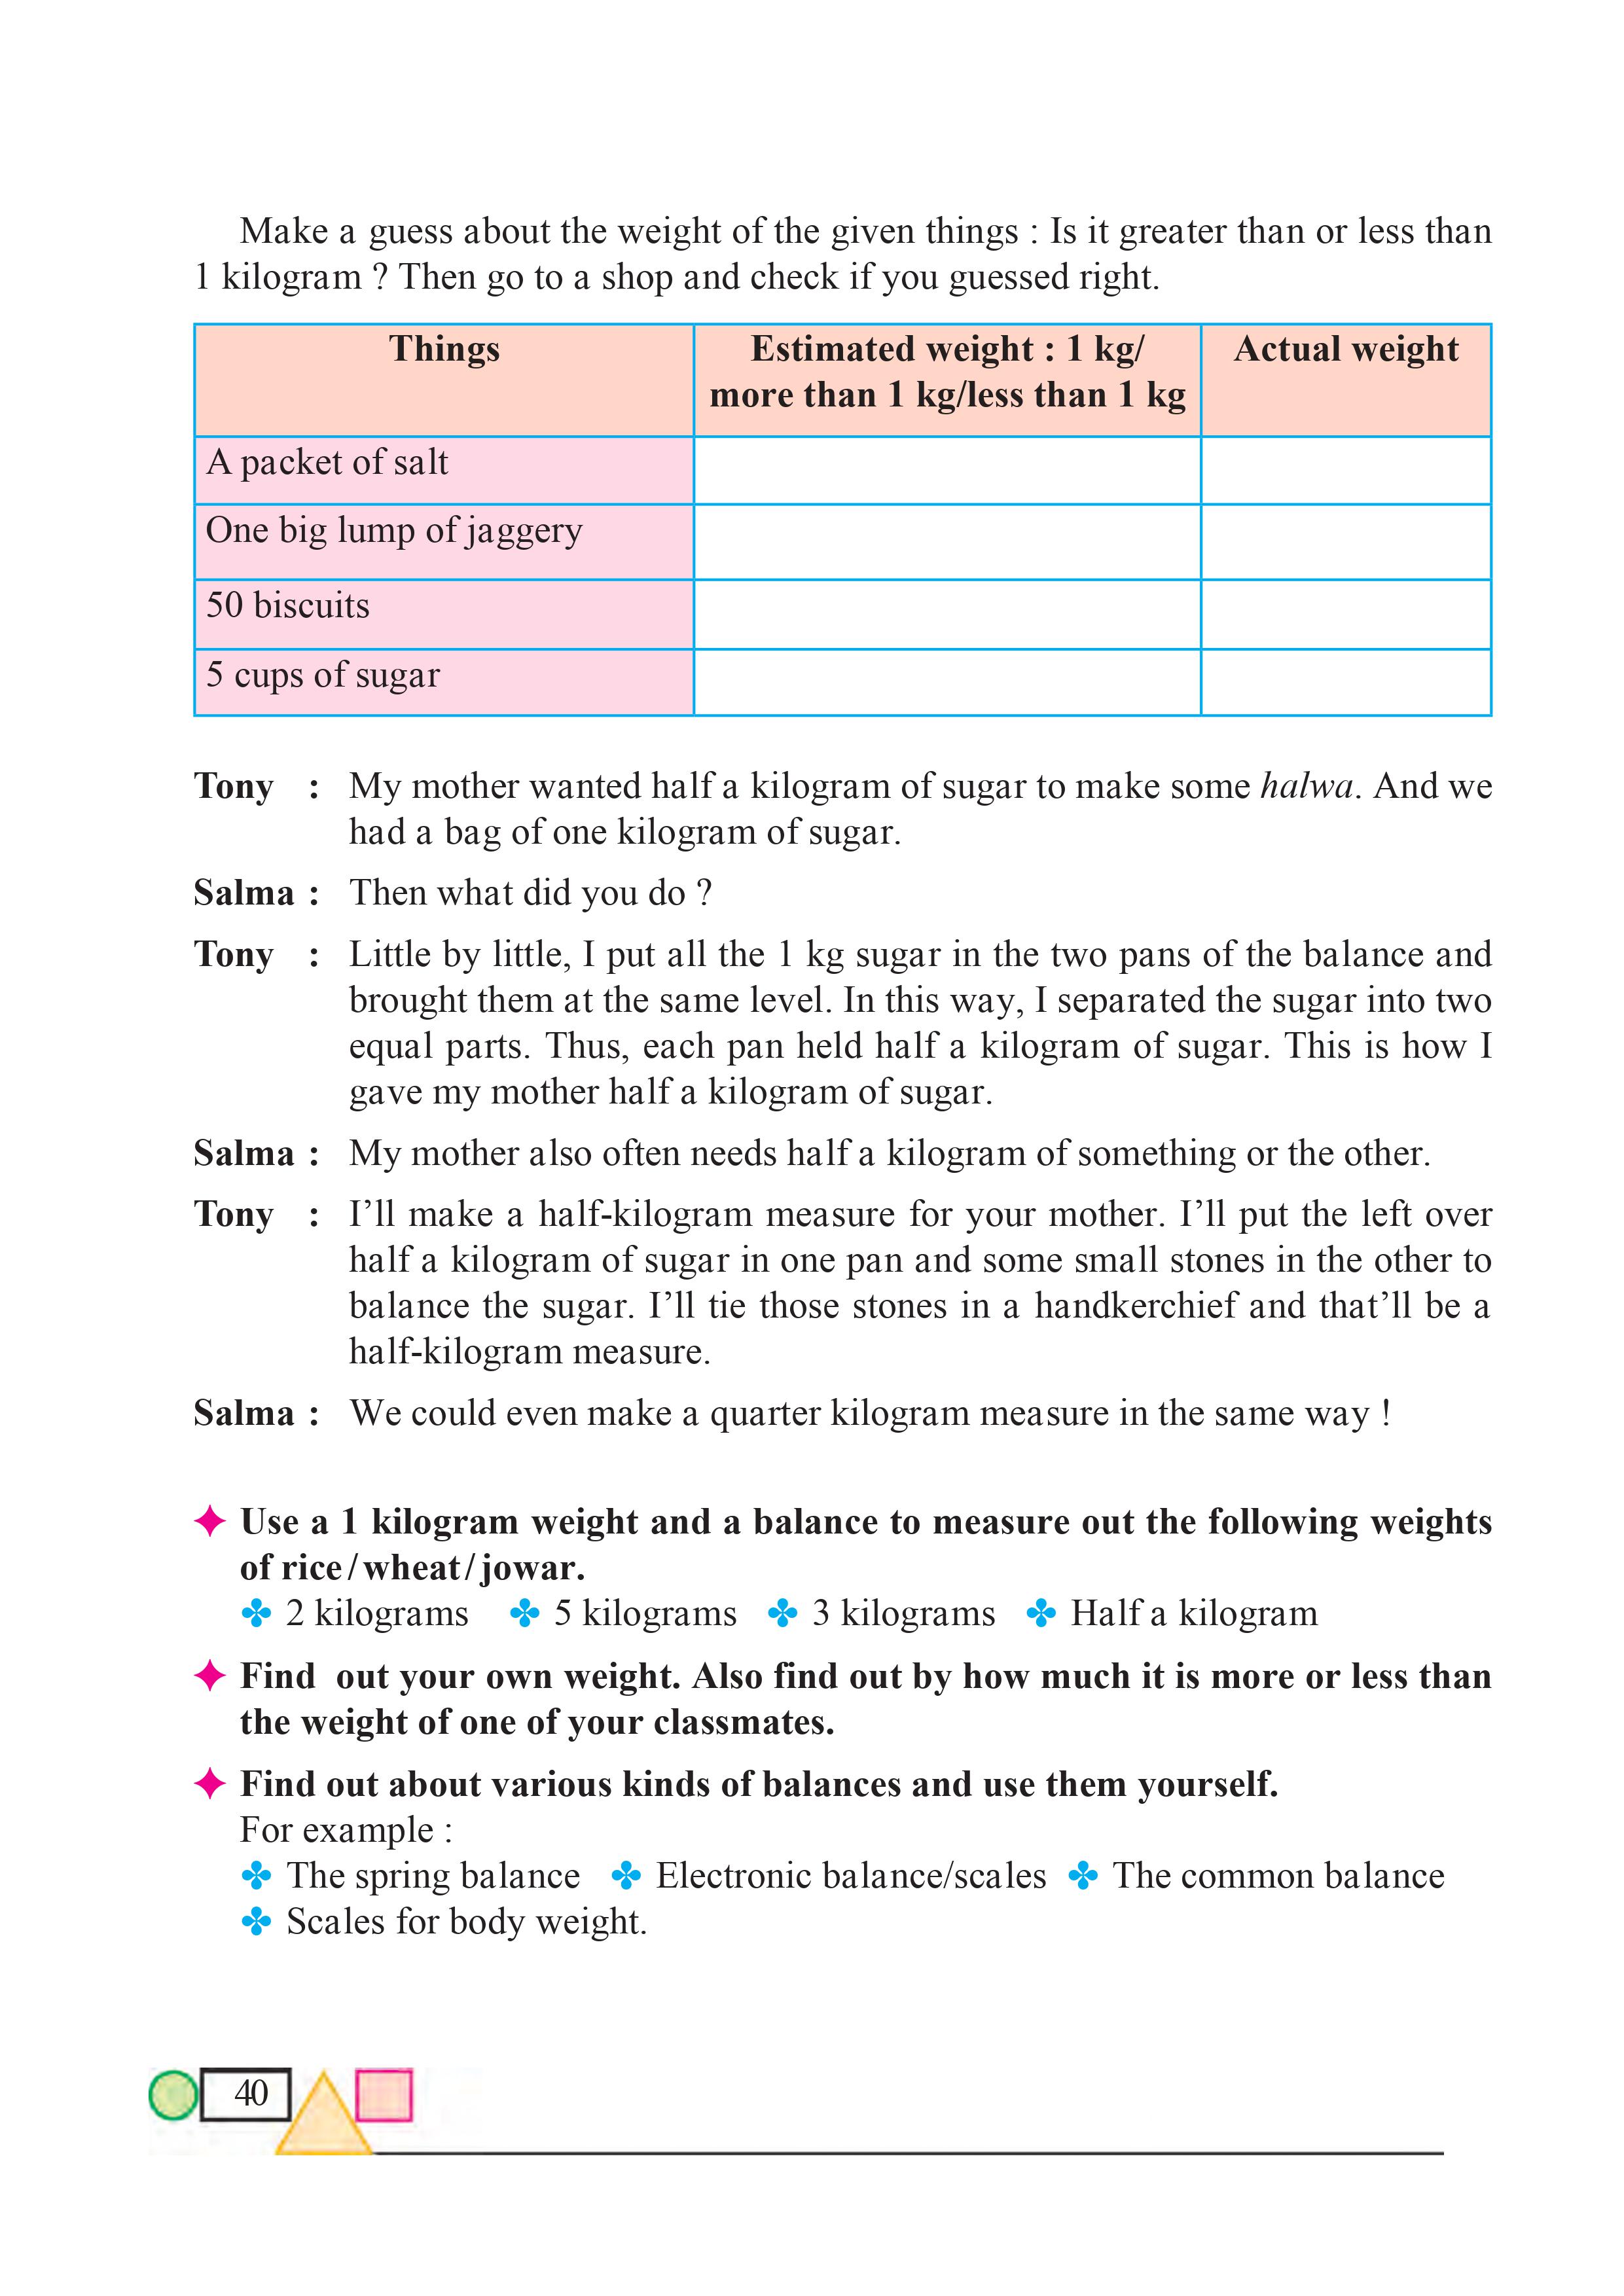 Make a guess about the weight of the given things : Is it greater than or less than
1 kilogram ? Then go to a shop and check if you guessed right.
Things
Estimated weight : 1 kg/
more than 1 kg/less than 1 kg
Actual weight
A packet of salt
One big lump of jaggery
50 biscuits
5 cups of sugar
Tony : My mother wanted half a kilogram of sugar to make some halwa. And we
had a bag of one kilogram of sugar.
Salma : Then what did you do ?
Tony : Little by little, I put all the 1 kg sugar in the two pans of the balance and
brought them at the same level. In this way, I separated the sugar into two
equal parts. Thus, each pan held half a kilogram of sugar. This is how I
gave my mother half a kilogram of sugar.
Salma : My mother also often needs half a kilogram of something or the other.
Tony : I’ll make a half-kilogram measure for your mother. I’ll put the left over
half a kilogram of sugar in one pan and some small stones in the other to
balance the sugar. I’ll tie those stones in a handkerchief and that’ll be a
half-kilogram measure.
Salma : We could even make a quarter kilogram measure in the same way !
Use a 1 kilogram weight and a balance to measure out the following weights
of rice / wheat / jowar.
2 kilograms 5 kilograms 3 kilograms Half a kilogram
Find out your own weight. Also find out by how much it is more or less than
the weight of one of your classmates.
Find out about various kinds of balances and use them yourself.
For example :
The spring balance Electronic balance/scales The common balance
Scales for body weight.
40